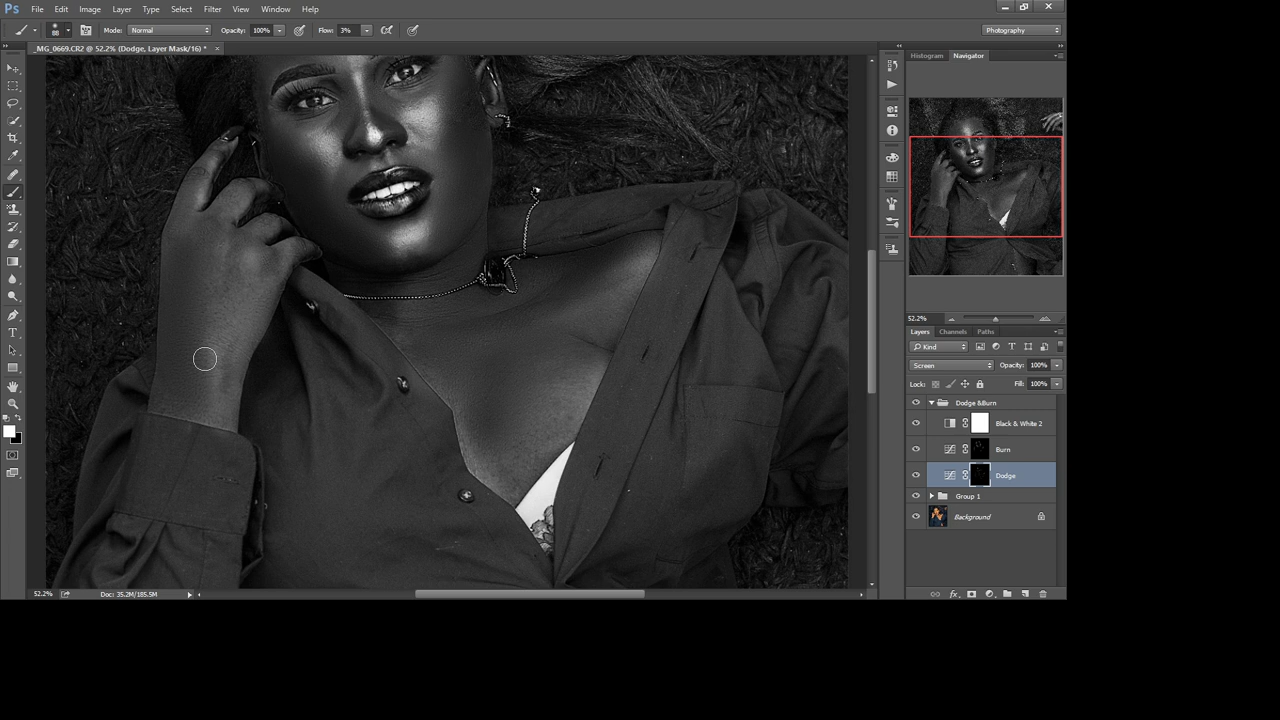 Ps File Edit Image Layer Type Select Filter View Window Help
88 Mode: Normal Opacity: 100% Flow: 3% Photography
_MG_0669.CR2 @ 52.2% (Dodge, Layer Mask/16) * ×
Histogram Navigator
52.2%
Layers Channels Paths
Kind
Screen Opacity: 100%
Lock: Fill: 100%
Dodge &Burn
Black & White 2
Burn
Dodge
Group 1
Background
52.2% Doc: 35.2M/185.5M